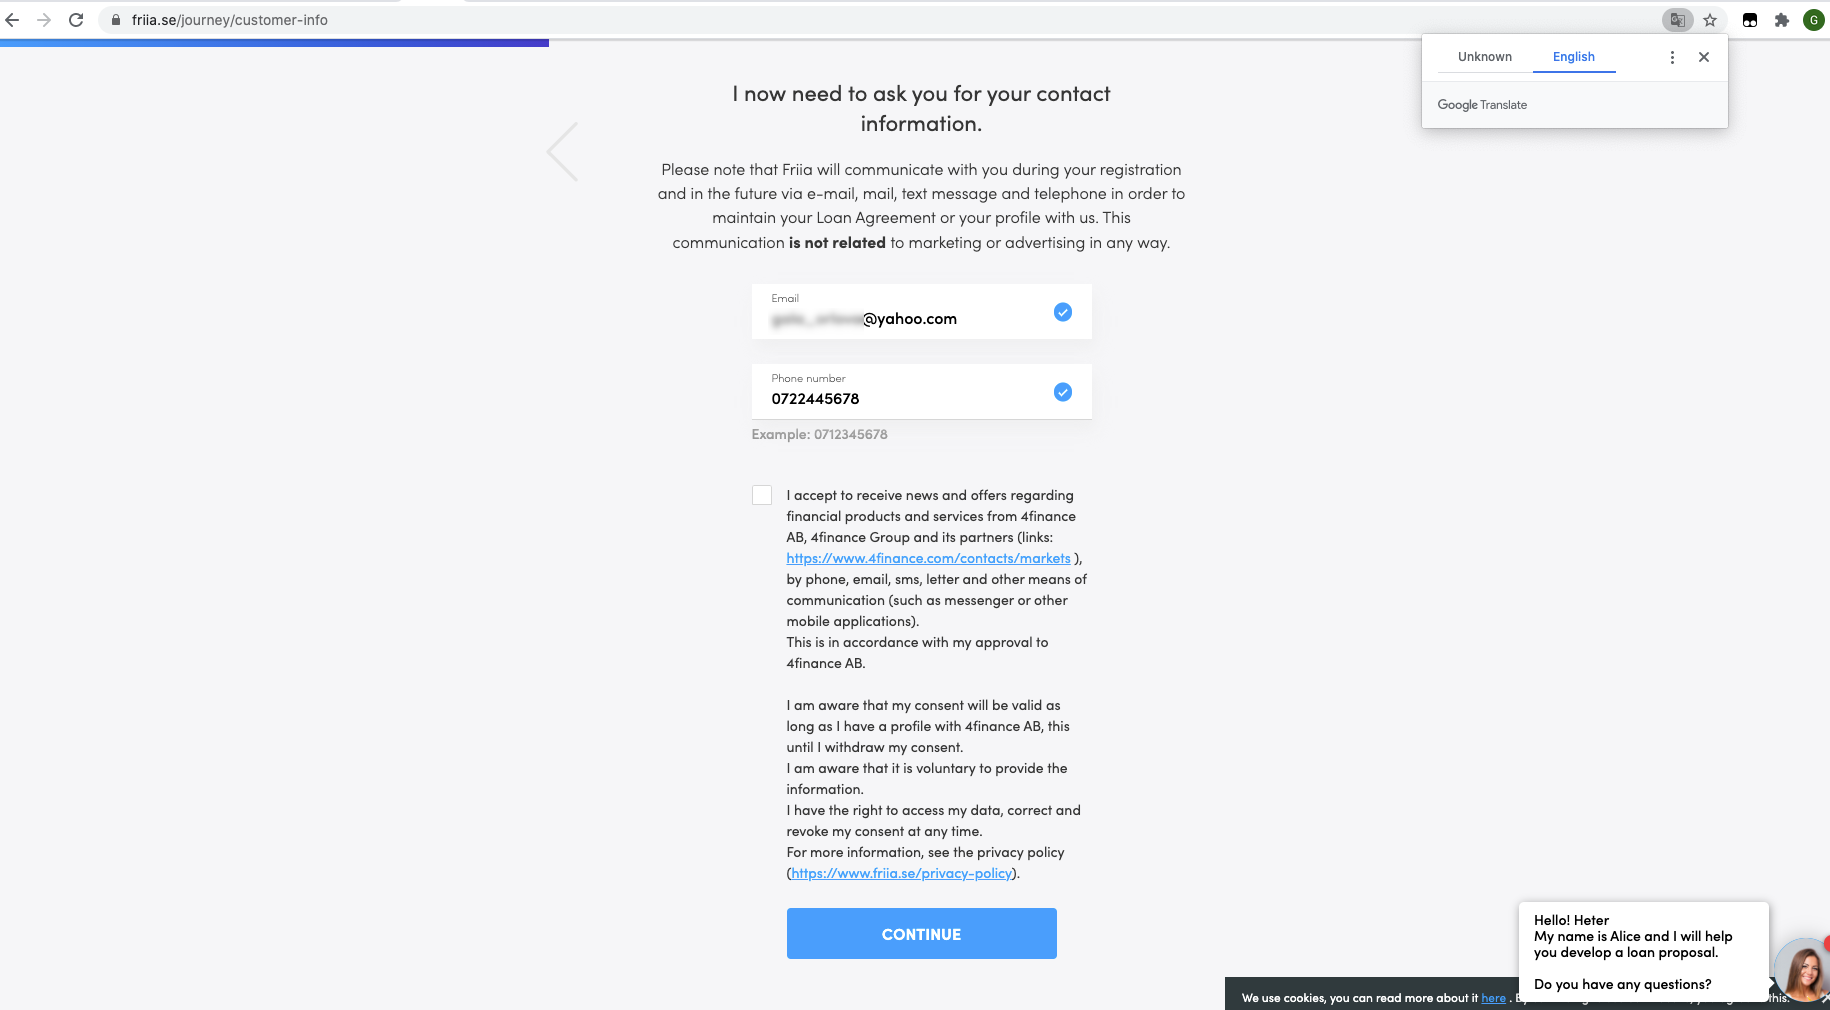 friia.se/journey/customer-info
G
Unknown
English
Google Translate
I now need to ask you for your contact
information.
Please note that Friia will communicate with you during your registration
and in the future via e-mail, mail, text message and telephone in order to
maintain your Loan Agreement or your profile with us. This
communication is not related to marketing or advertising in any way.
Email
@yahoo.com
Phone number
0722445678
Example: 0712345678
I accept to receive news and offers regarding
financial products and services from 4finance
AB, 4finance Group and its partners (links:
https://www.4finance.com/contacts/markets ),
by phone, email, sms, letter and other means of
communication (such as messenger or other
mobile applications).
This is in accordance with my approval to
4finance AB.
I am aware that my consent will be valid as
long as I have a profile with 4finance AB, this
until I withdraw my consent.
I am aware that it is voluntary to provide the
information.
I have the right to access my data, correct and
revoke my consent at any time.
For more information, see the privacy policy
(https://www.friia.se/privacy-policy).
CONTINUE
Hello! Heter
My name is Alice and I will help
you develop a loan proposal.
Do you have any questions?
We use cookies, you can read more about it here .
this.